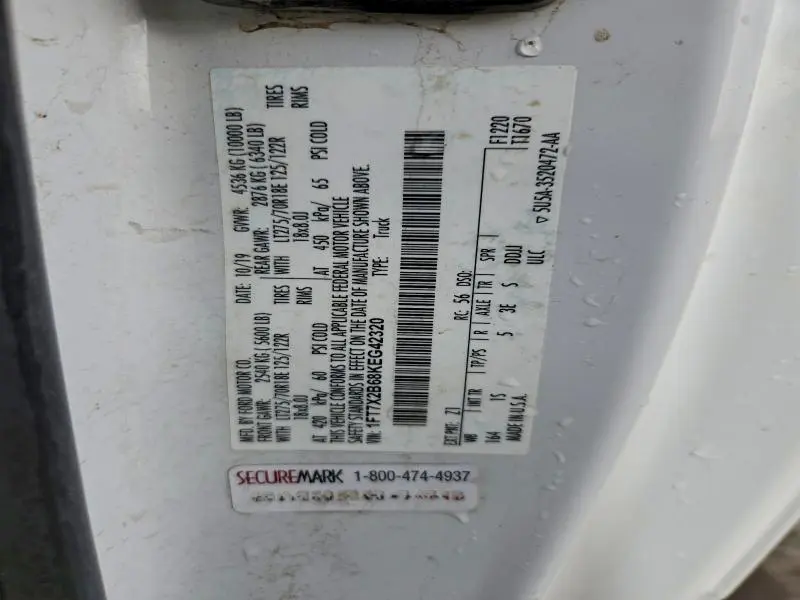 MFD. BY FORD MOTOR CO. DATE: 10/19 GVWR: 4536 KG (10000 LB)
FRONT GAWR: 2540 KG ( 5600 LB) REAR GAWR: 2876 KG ( 6340 LB)
WITH LT275/70R18E 125/122R TIRES WITH LT275/70R18E 125/122R TIRES
18x8.0J RIMS 18x8.0J RIMS
AT 420 kPa/ 60 PSI COLD AT 450 kPa/ 65 PSI COLD
THIS VEHICLE CONFORMS TO ALL APPLICABLE FEDERAL MOTOR VEHICLE
SAFETY STANDARDS IN EFFECT ON THE DATE OF MANUFACTURE SHOWN ABOVE.
VIN: 1FT7X2B68KEG42320 TYPE: Truck
EXT PNT: Z1 RC: 56 DSO: F1220
WB INT TR TP/PS R AXLE TR SPR T1670
164 IS 5 3E S DDJJ
MADE IN U.S.A. ULC 5U5A-3520472-AA
SECUREMARK 1-800-474-4937